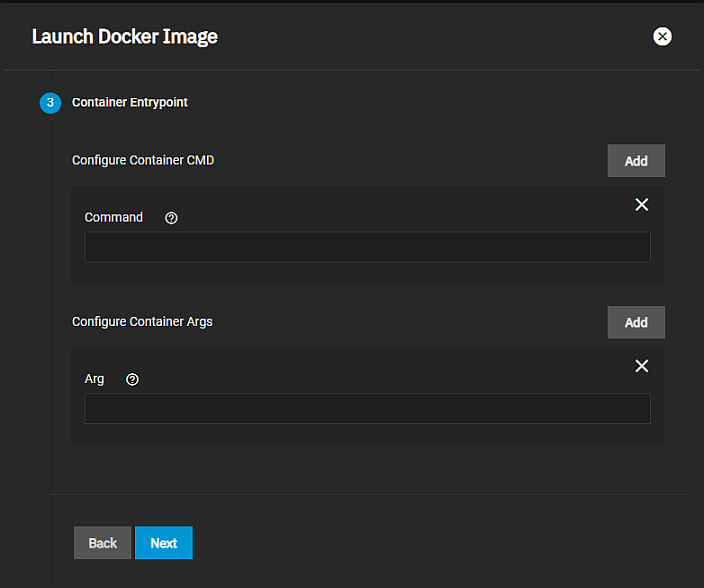 Launch Docker Image
3 Container Entrypoint
Configure Container CMD Add
Command
Configure Container Args Add
Arg
Back Next